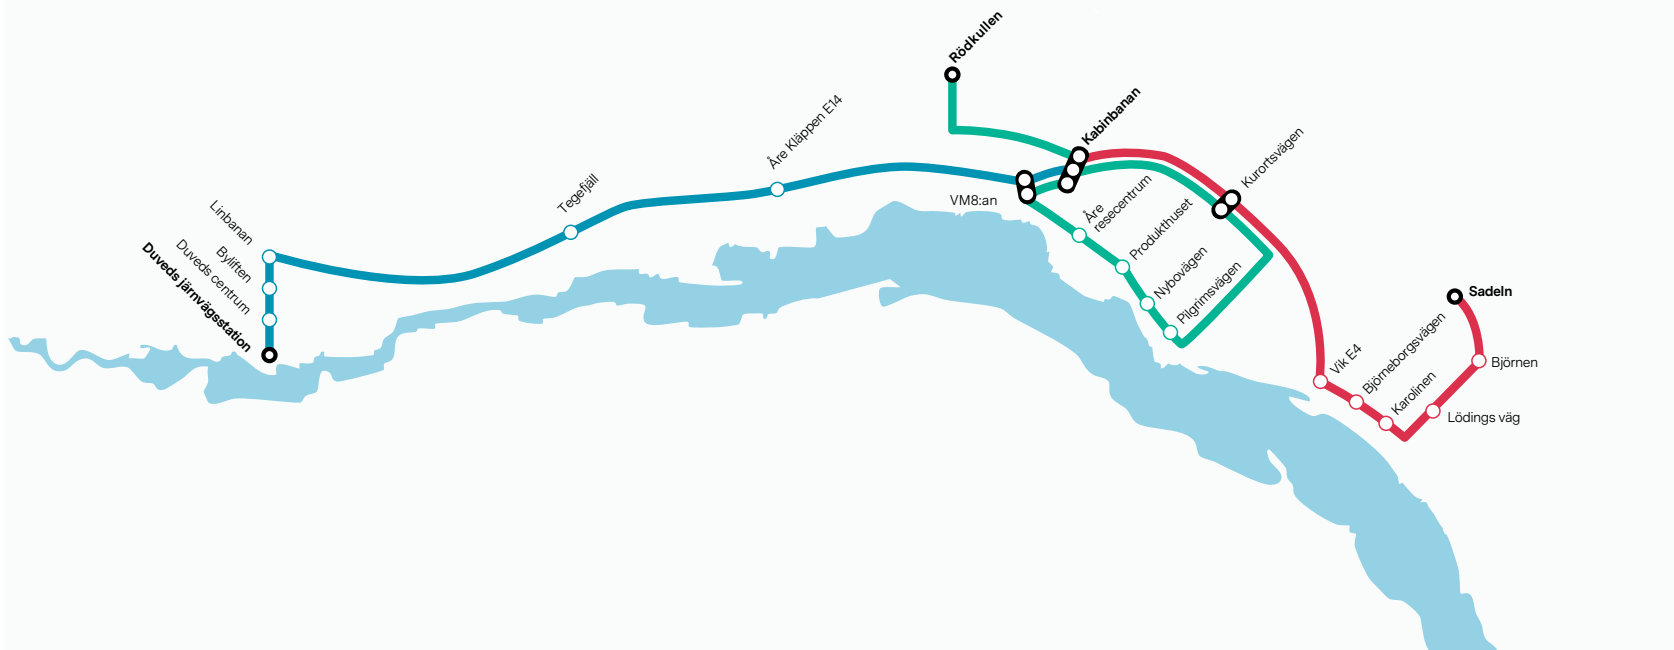 Rödkullen
Kabinbanan
Åre Kläppen E14
Kurortsvägen
Tegefjäll
VM8:an
Åre
resecentrum
Produkthuset
Nybovägen
Pilgrimsvägen
Linbanan
Byliften
Duveds centrum
Duveds järnvägsstation
Sadeln
Vik E4
Björneborgsvägen
Karolinen
Björnen
Lödings väg